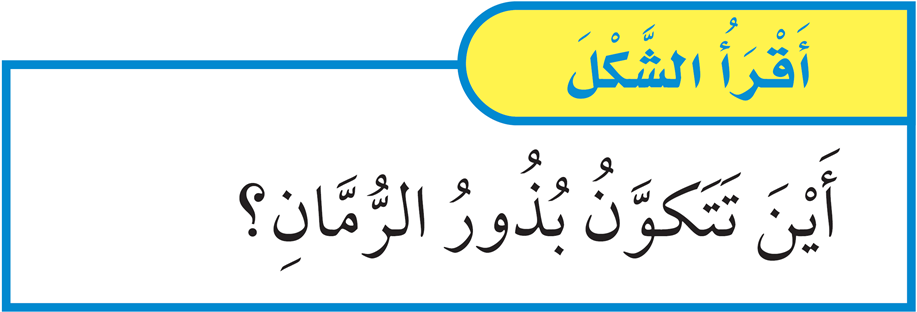 أَقْرَأُ الشَّكْلَ
أَيْنَ تَتَكَوَّنُ بُذُورُ الرُّمَّانِ؟